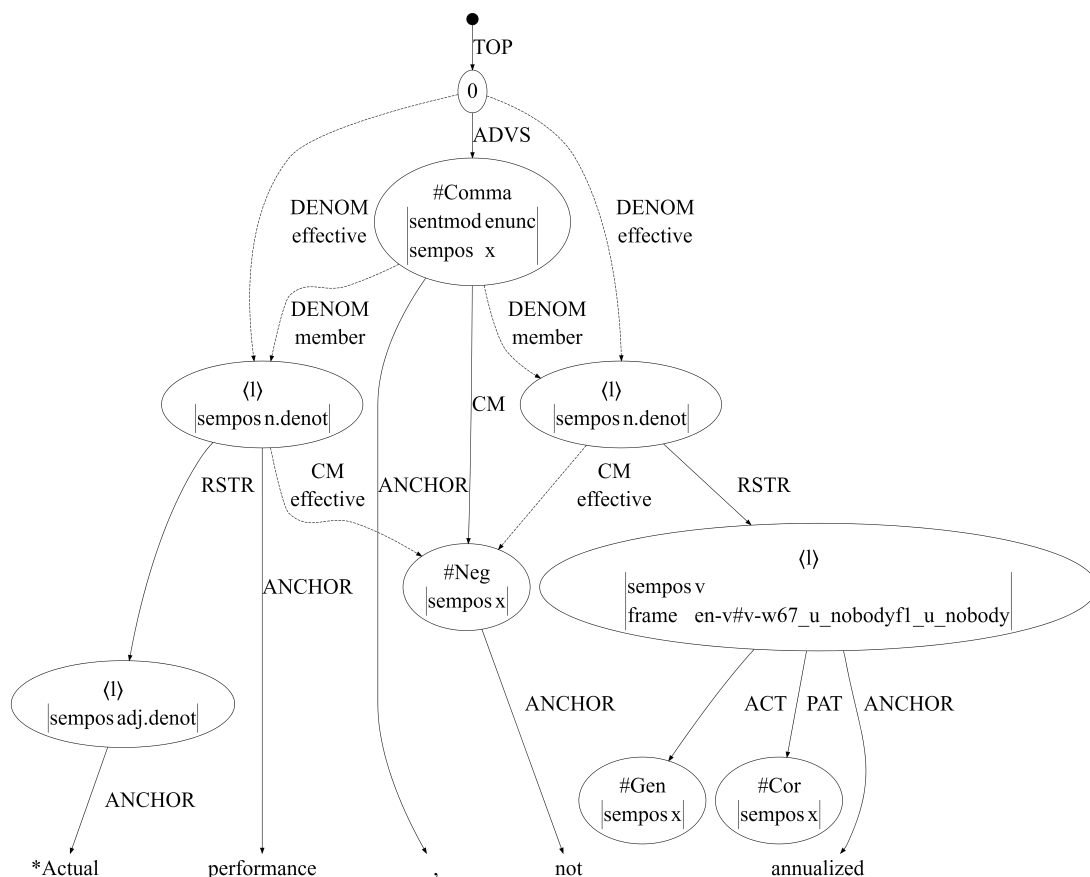 TOP
0
ADVS
#Comma
sentmod enunc
sempos x
DENOM
effective
DENOM
effective
DENOM
member
DENOM
member
⟨l⟩
sempos n.denot
CM
⟨l⟩
sempos n.denot
RSTR
CM
effective
ANCHOR
CM
effective
RSTR
ANCHOR
#Neg
sempos x
⟨l⟩
sempos v
frame en-v#v-w67_u_nobodyf1_u_nobody
⟨l⟩
sempos adj.denot
ANCHOR
ACT
PAT
ANCHOR
#Gen
sempos x
#Cor
sempos x
ANCHOR
*Actual performance , not annualized